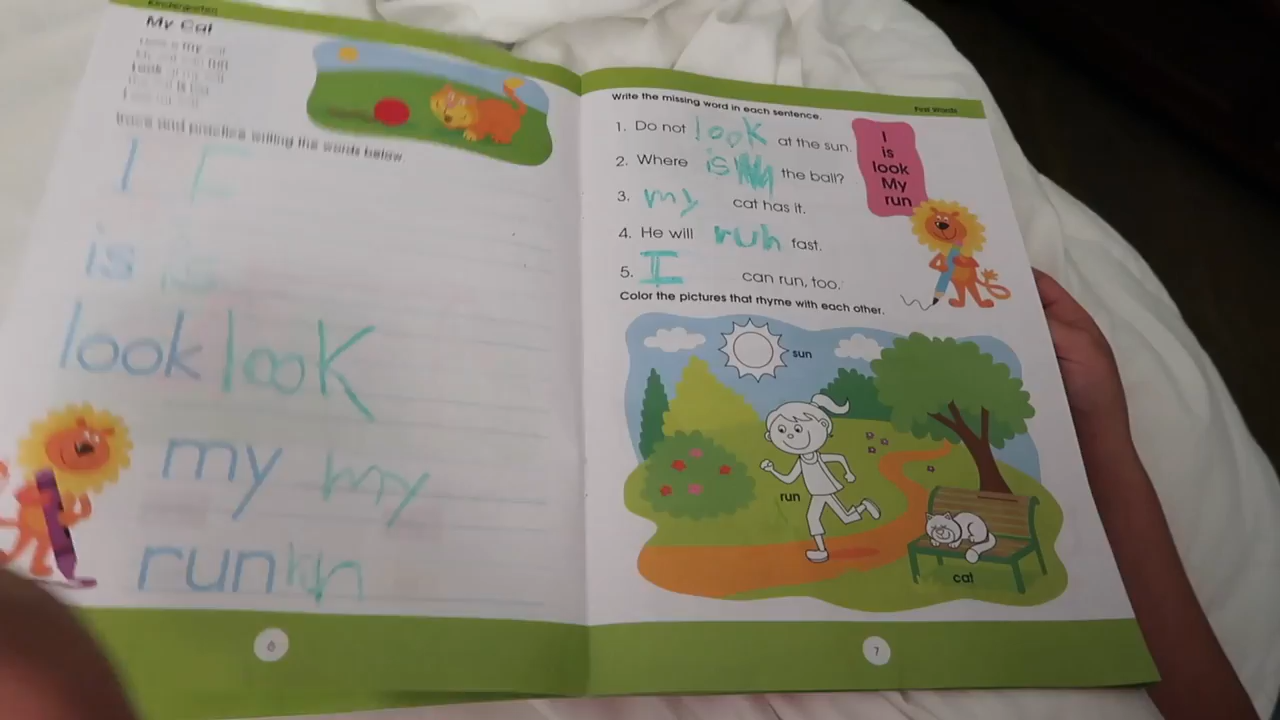 Kindergarten
My Cat
Trace and practice writing the words below.
I I
is is
look look
my my
run run
6
First Words
Write the missing word in each sentence.
1. Do not look at the sun.
2. Where is the ball?
3. my cat has it.
4. He will run fast.
5. I can run, too.
I
is
look
My
run
Color the pictures that rhyme with each other.
sun
run
cat
7